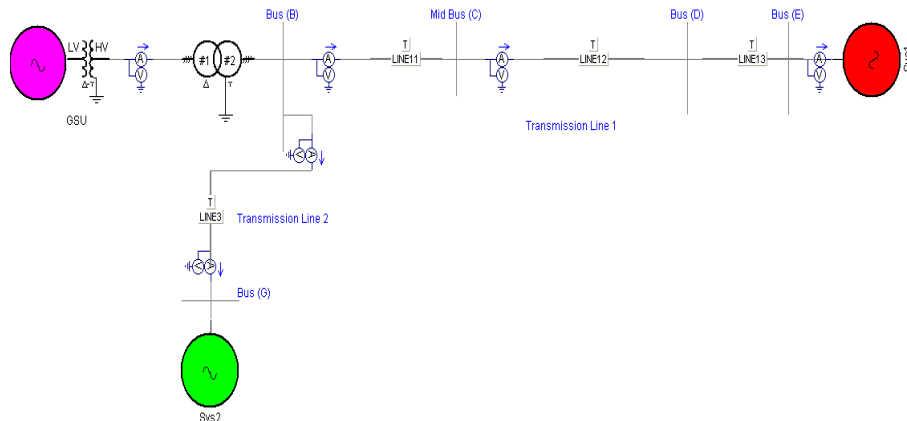 Bus (B)
Mid Bus (C)
Bus (D)
Bus (E)
LV
HV
A
V
#1
#2
A
V
T
LINE11
A
V
T
LINE12
T
LINE13
A
V
Δ
GSU
Transmission Line 1
V
A
T
LINE3
Transmission Line 2
V
A
Bus (G)
Sys2